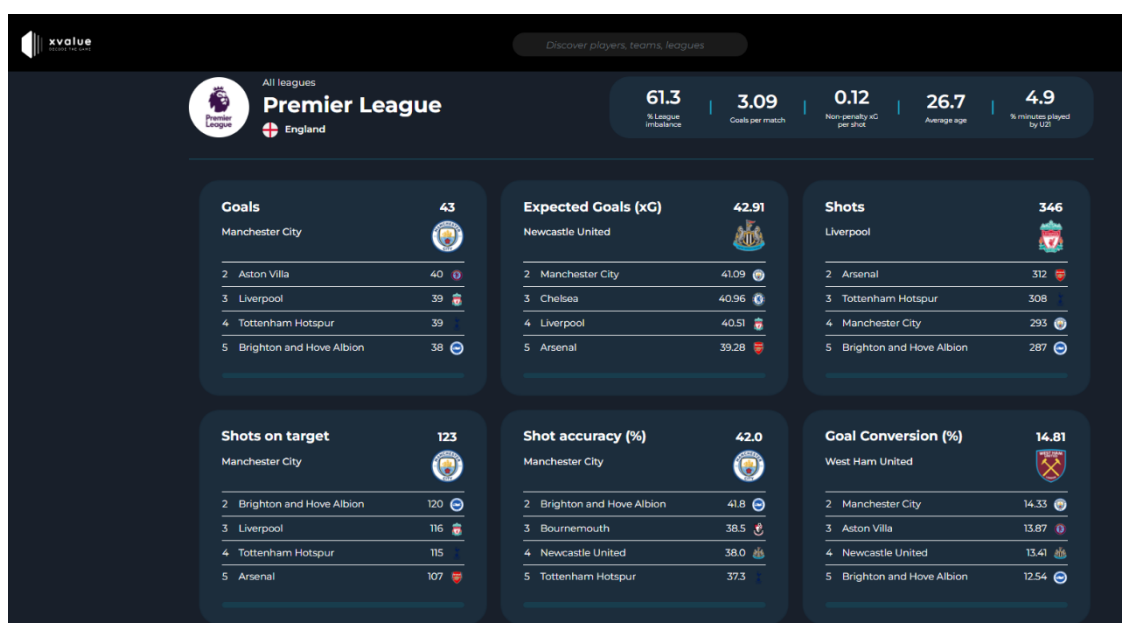 xvalue
DECODE THE GAME
Discover players, teams, leagues
Premier
League
All leagues
Premier League
England
61.3
% League
imbalance
3.09
Goals per match
0.12
Non-penalty xG
per shot
26.7
Average age
4.9
% minutes played
by U21
Goals 43
Manchester City
2 Aston Villa 40
3 Liverpool 39
4 Tottenham Hotspur 39
5 Brighton and Hove Albion 38
Expected Goals (xG) 42.91
Newcastle United
2 Manchester City 41.09
3 Chelsea 40.96
4 Liverpool 40.51
5 Arsenal 39.28
Shots 346
Liverpool
2 Arsenal 312
3 Tottenham Hotspur 308
4 Manchester City 293
5 Brighton and Hove Albion 287
Shots on target 123
Manchester City
2 Brighton and Hove Albion 120
3 Liverpool 116
4 Tottenham Hotspur 115
5 Arsenal 107
Shot accuracy (%) 42.0
Manchester City
2 Brighton and Hove Albion 41.8
3 Bournemouth 38.5
4 Newcastle United 38.0
5 Tottenham Hotspur 37.3
Goal Conversion (%) 14.81
West Ham United
2 Manchester City 14.33
3 Aston Villa 13.87
4 Newcastle United 13.41
5 Brighton and Hove Albion 12.54